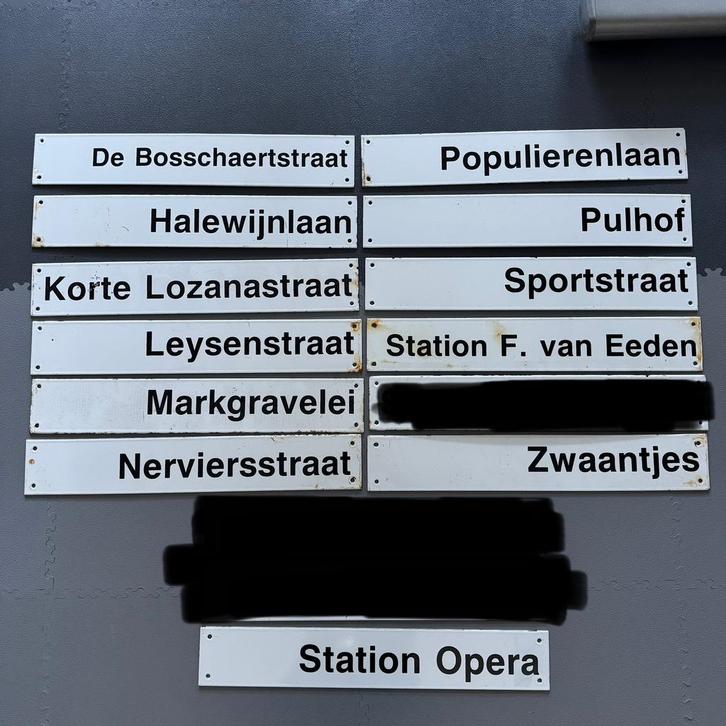 De Bosschaertstraat
Halewijnlaan
Korte Lozanastraat
Leysenstraat
Markgravelei
Nerviersstraat
Populierenlaan
Pulhof
Sportstraat
Station F. van Eeden
Zwaantjes
Station Opera